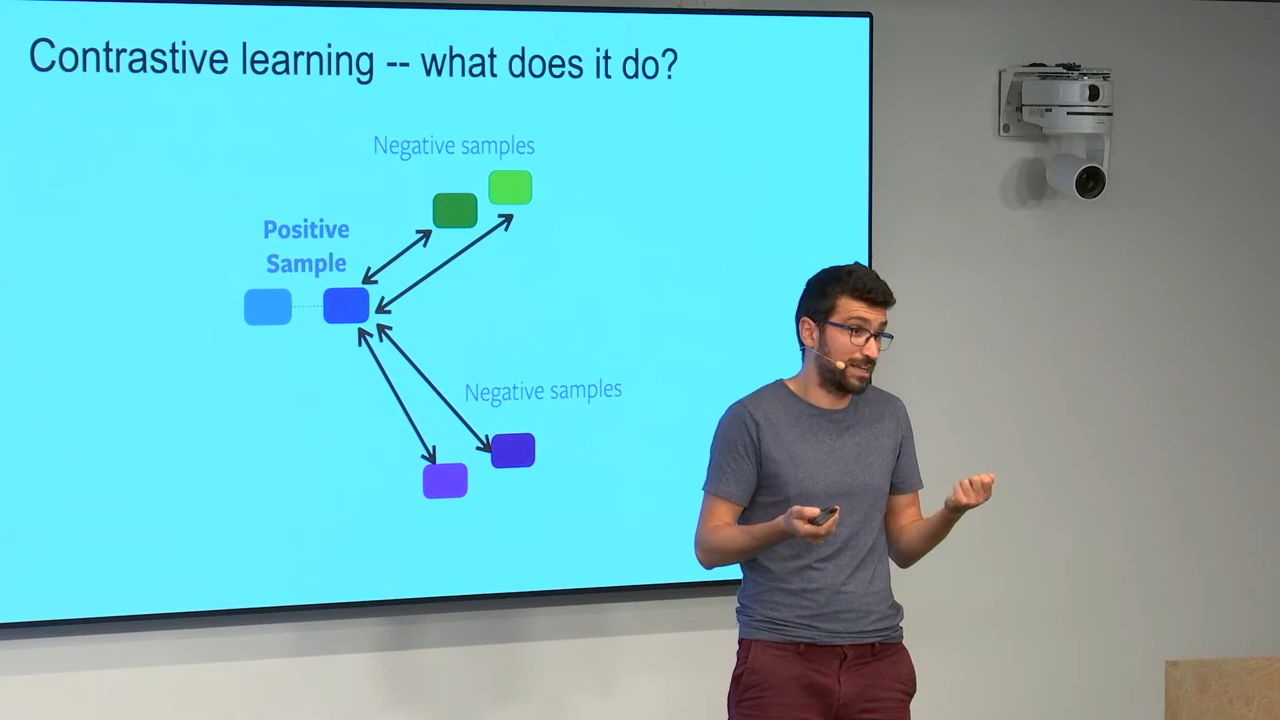 Contrastive learning -- what does it do?
Negative samples
Positive
Sample
Negative samples